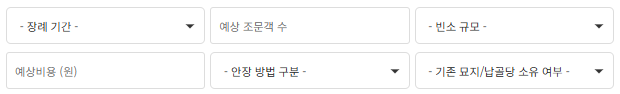 - 장례 기간 - 예상 조문객 수 - 빈소 규모 -
예상비용 (원) - 안장 방법 구분 - - 기존 묘지/납골당 소유 여부 -